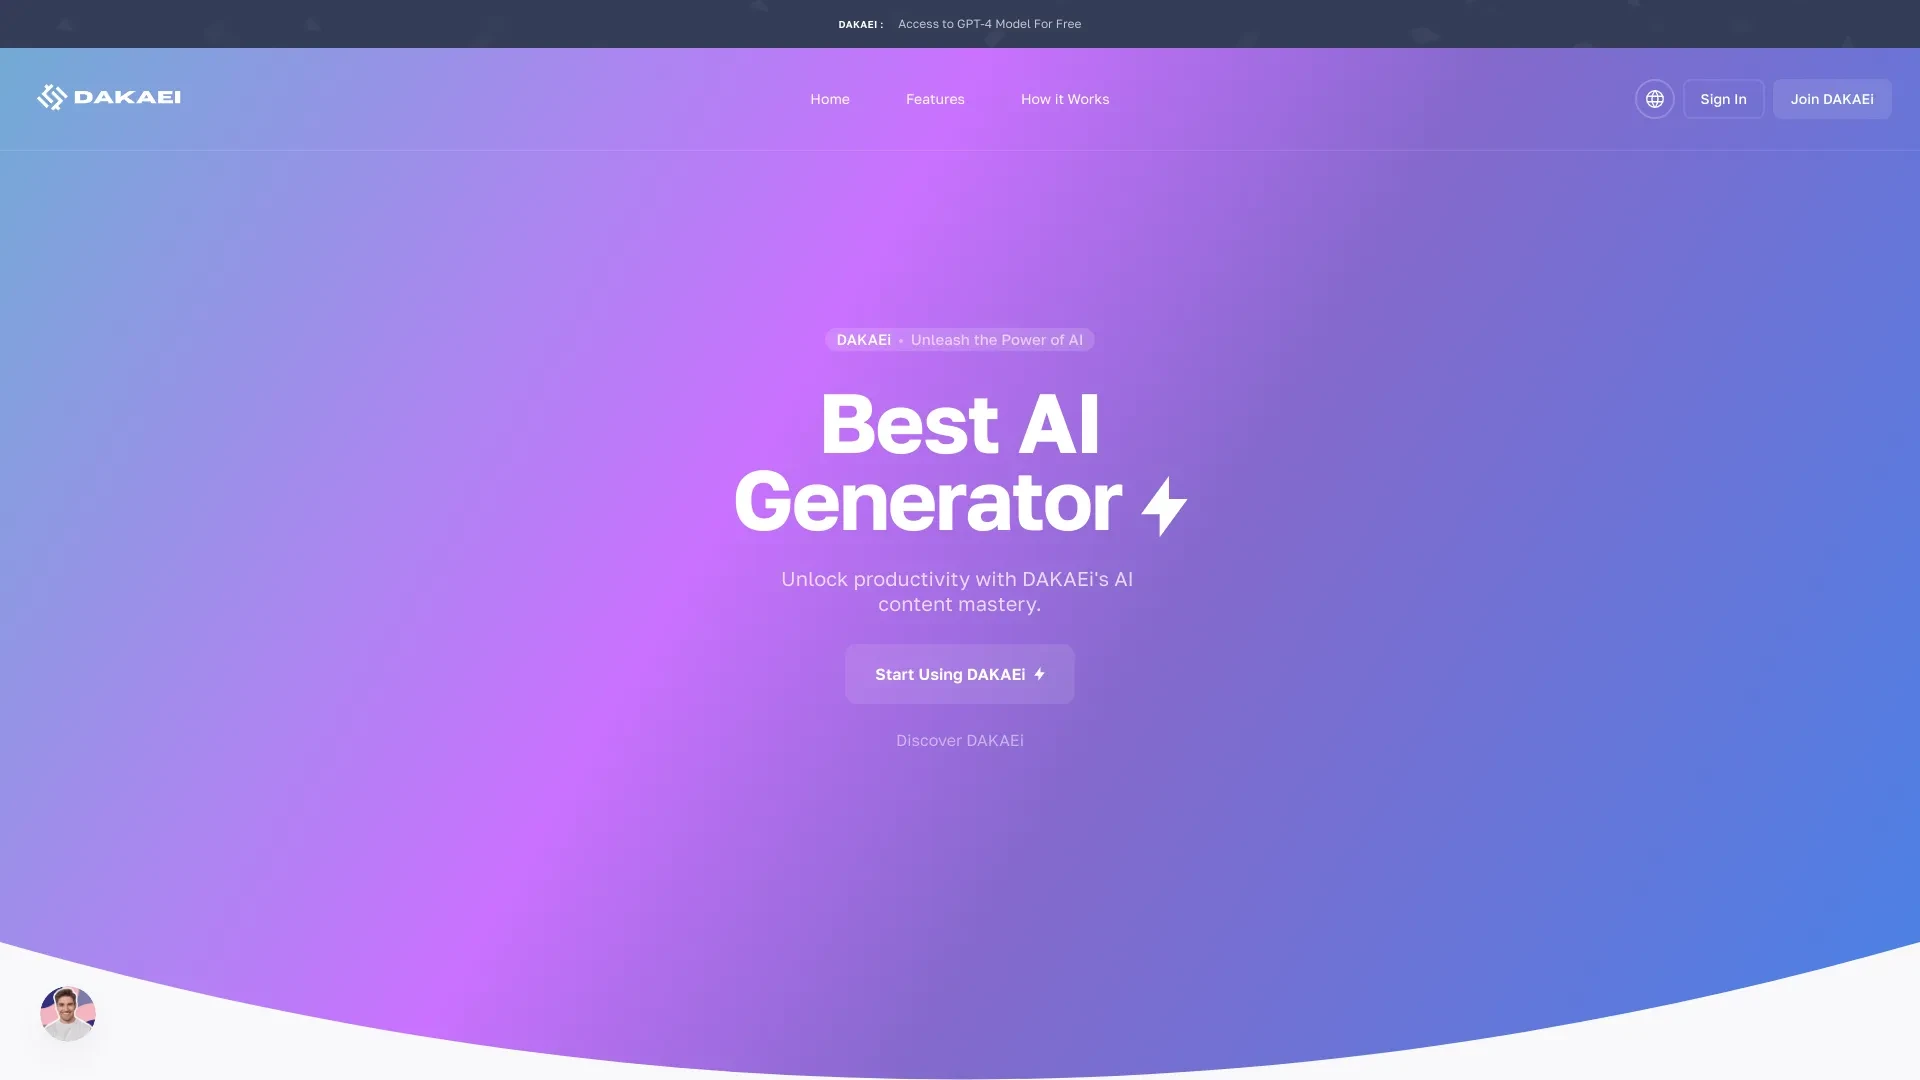 DAKAEI : Access to GPT-4 Model For Free
DAKAEI
Home Features How it Works
Sign In Join DAKAEi
DAKAEi • Unleash the Power of AI
Best AI
Generator
Unlock productivity with DAKAEi's AI
content mastery.
Start Using DAKAEi
Discover DAKAEi